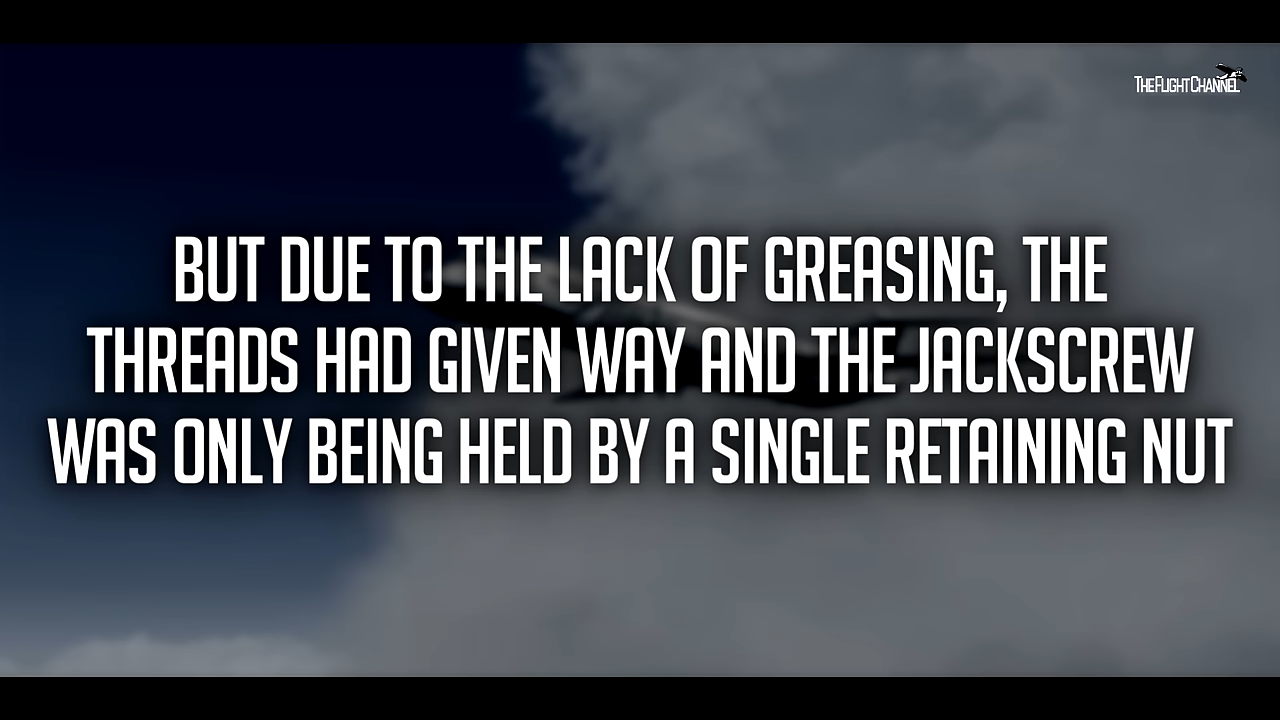 THEFLIGHTCHANNEL
BUT DUE TO THE LACK OF GREASING, THE
THREADS HAD GIVEN WAY AND THE JACKSCREW
WAS ONLY BEING HELD BY A SINGLE RETAINING NUT